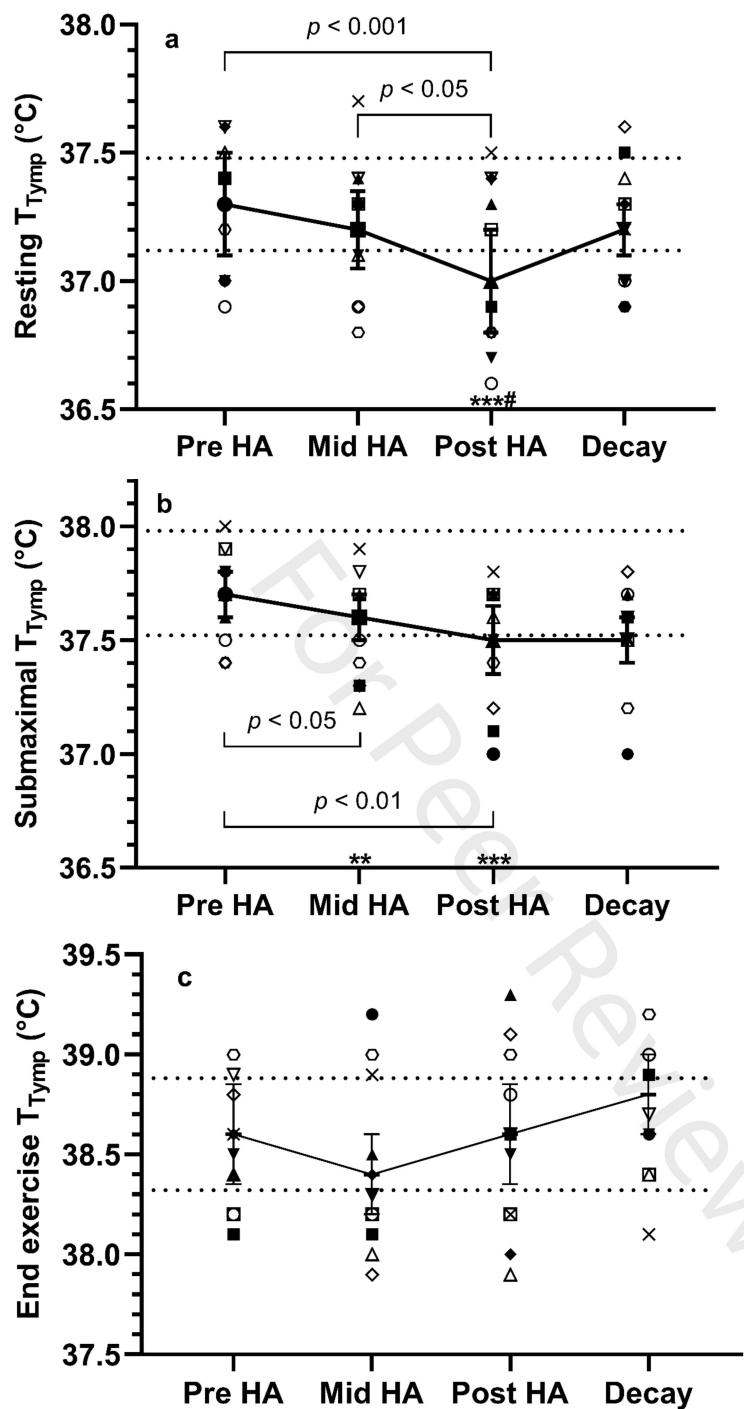 a
p < 0.001
p < 0.05
38.0
37.5
37.0
36.5
Resting TTymp (°C)
***#
Pre HA Mid HA Post HA Decay
b
38.0
37.5
37.0
36.5
Submaximal TTymp (°C)
p < 0.05
p < 0.01
** ***
Pre HA Mid HA Post HA Decay
c
39.5
39.0
38.5
38.0
37.5
End exercise TTymp (°C)
Pre HA Mid HA Post HA Decay
For Peer Review